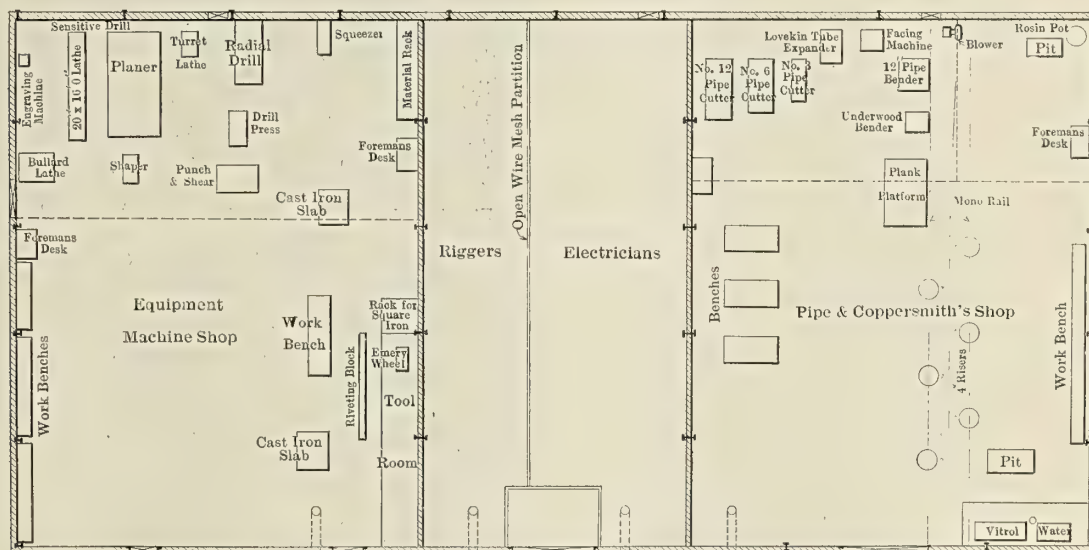 Sensitive Drill
Engraving
Machine
20 x 16 0 Lathe
Planer
Turret
Lathe
Radial
Drill
Squeezer
Material Rack
Drill
Press
Foremans
Desk
Bullard
Lathe
Shaper
Punch
& Shear
Cast Iron
Slab
Foremans
Desk
Equipment
Machine Shop
Work Benches
Work
Bench
Rack for
Square
Iron
Emery
Wheel
Riveting Block
Tool
Room
Cast Iron
Slab
Riggers
Open Wire Mesh Partition
Electricians
Lovekin Tube
Expander
Facing
Machine
Blower
Rosin Pot
Pit
No. 12
Pipe
Cutter
No. 6
Pipe
Cutter
No. 3
Pipe
Cutter
12 Pipe
Bender
Underwood
Bender
Foremans
Desk
Plank
Platform
Mono Rail
Benches
Pipe & Coppersmith's Shop
4 Risers
Work Bench
Pit
Vitrol
Water